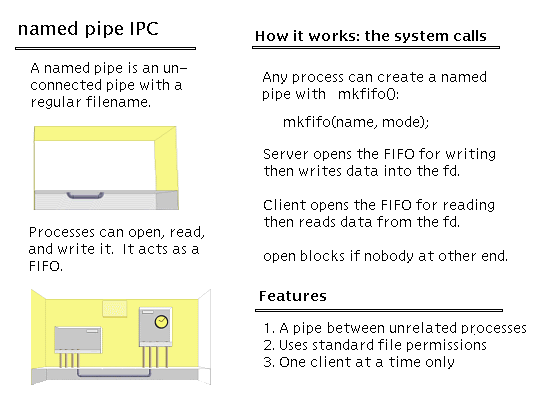 named pipe IPC
A named pipe is an un-
connected pipe with a
regular filename.
Processes can open, read,
and write it. It acts as a
FIFO.
How it works: the system calls
Any process can create a named
pipe with mkfifo():
mkfifo(name, mode);
Server opens the FIFO for writing
then writes data into the fd.
Client opens the FIFO for reading
then reads data from the fd.
open blocks if nobody at other end.
Features
1. A pipe between unrelated processes
2. Uses standard file permissions
3. One client at a time only